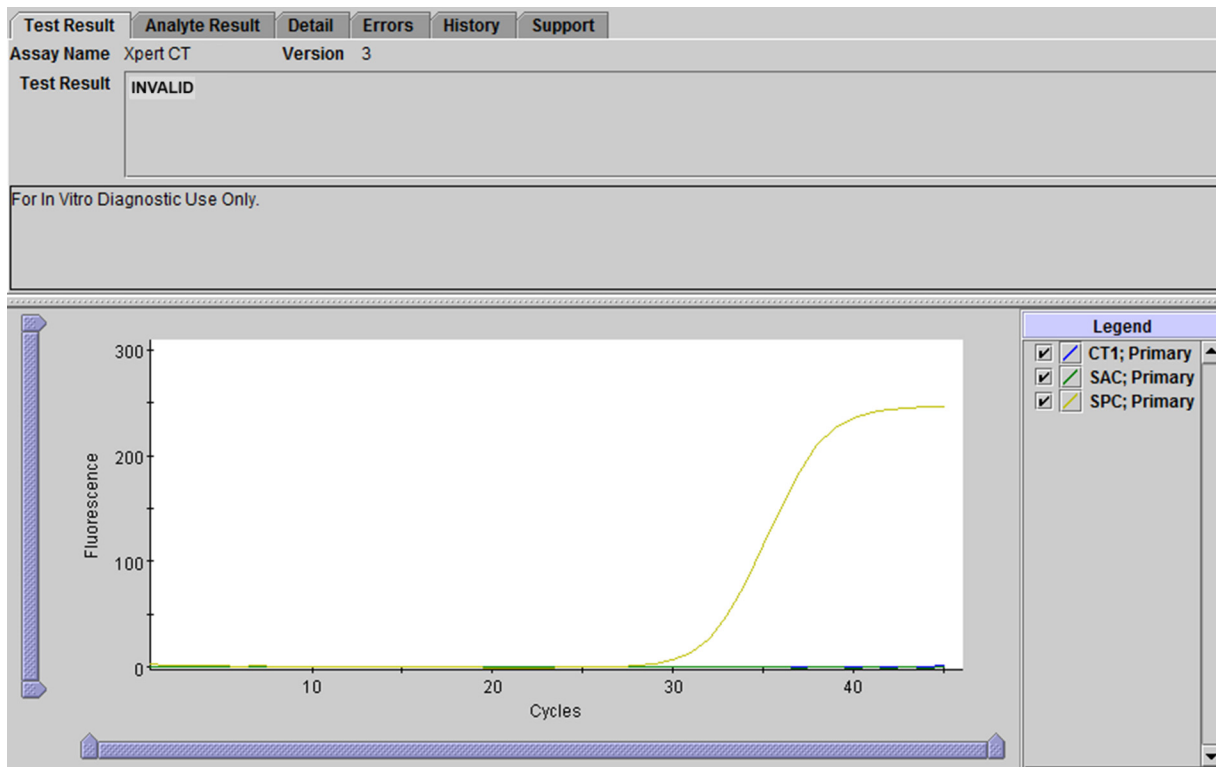 Test Result Analyte Result Detail Errors History Support
Assay Name Xpert CT Version 3
Test Result INVALID
For In Vitro Diagnostic Use Only.
Legend
CT1; Primary
SAC; Primary
SPC; Primary
300
200
100
0
Fluorescence
10 20 30 40
Cycles